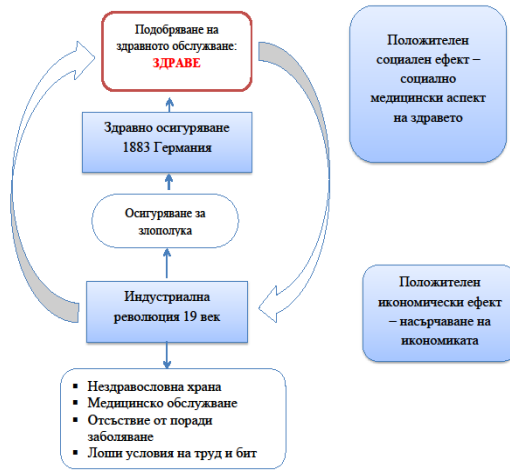 Подобряване на
здравното обслужване:
ЗДРАВЕ
Положителен
социален ефект –
социално
медицински аспект
на здравето
Здравно осигуряване
1883 Германия
Осигуряване за
злополука
Индустриална
революция 19 век
Положителен
икономически ефект
– насърчаване на
икономиката
▪ Нездравословна храна
▪ Медицинско обслужване
▪ Отсъствие от поради
заболяване
▪ Лоши условия на труд и бит